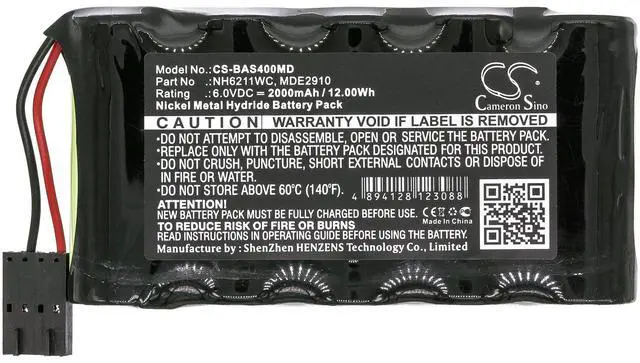 Model No.:CS-BAS400MD
Part No :NH6211WC, MDE2910
Rating :6.0VDC ⎓ 2000mAh / 12.00Wh
Nickel Metal Hydride Battery Pack
CS
Cameron Sino
CAUTION WARRANTY VOID IF LABEL REMOVED
•DO NOT ATTEMPT TO DISASSEMBLE, OPEN OR SERVICE THE BATTERY PACK.
•REPLACE ONLY WITH THE BATTERY PACK DESIGNATED FOR THIS PRODUCT.
•DO NOT CRUSH, PUNCTURE, SHORT EXTERNAL CONTACTS OR DISPOSE OF
IN FIRE OR WATER.
•DO NOT STORE ABOVE 60°C (140°F).
4 894128 123088
ATTENTION!
NEW BATTERY PACK MUST BE FULLY CHARGED BEFORE USE.
TO REDUCE RISK OF FIRE OR BURNS
READ INSTRUCTIONS IN OPERATING GUIDE BEFORE USING BATTERY.
CE
Made In China
Manufacture by : ShenZhen HENZENS Technology Co., Limited